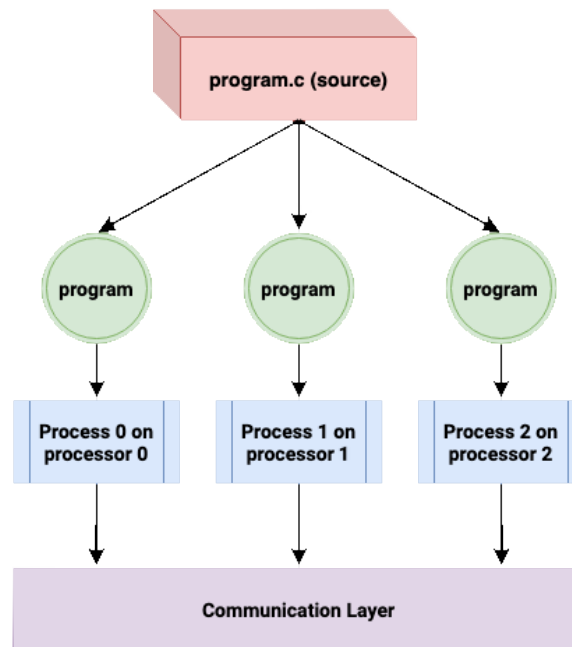 program.c (source)
program
program
program
Process 0 on
processor 0
Process 1 on
processor 1
Process 2 on
processor 2
Communication Layer